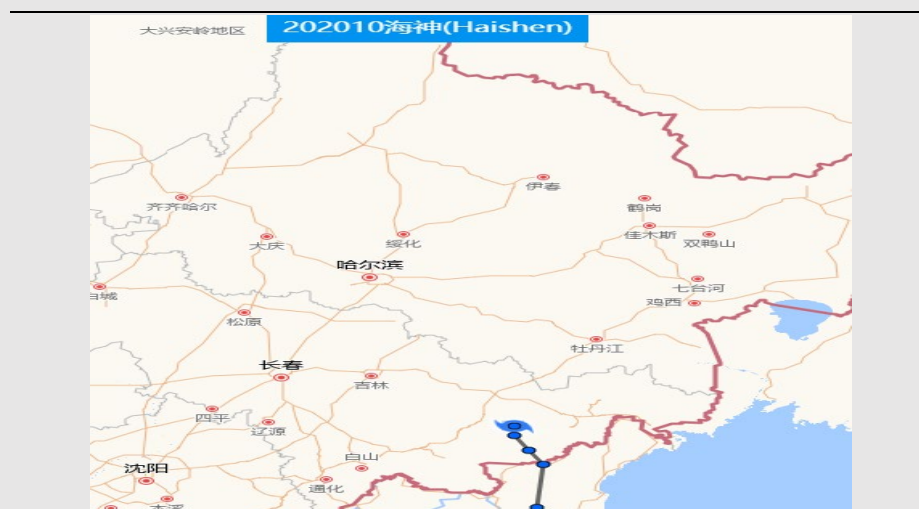 大兴安岭地区
202010海神(Haishen)
伊春
齐齐哈尔
鹤岗
佳木斯
双鸭山
大庆
绥化
哈尔滨
七台河
白城
鸡西
松原
牡丹江
长春
吉林
四平
辽源
白山
沈阳
通化
本溪